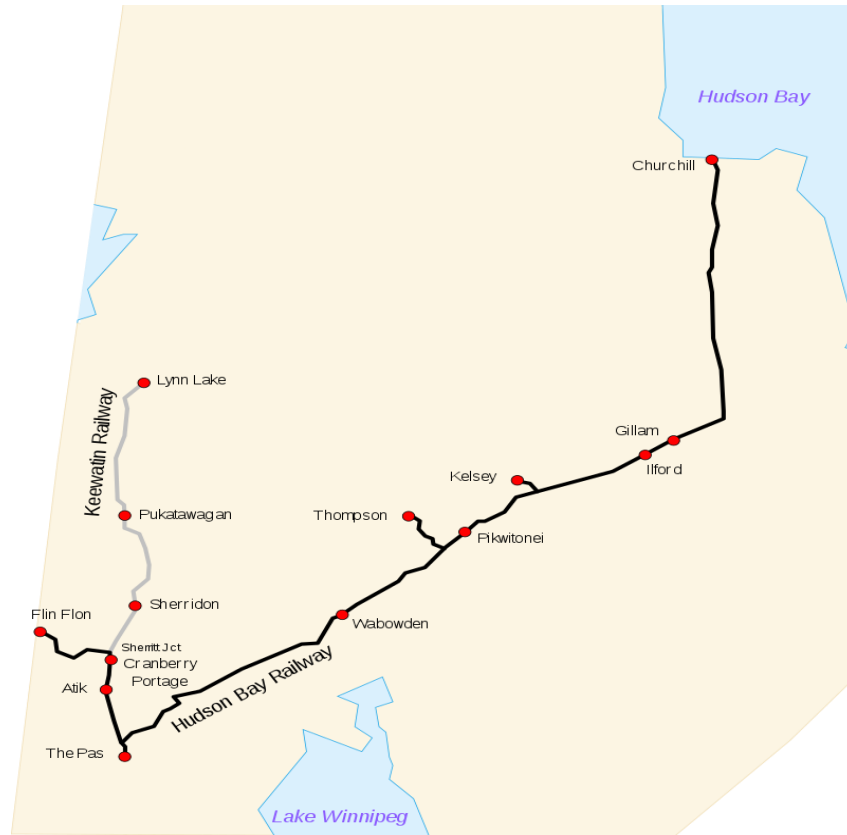 Hudson Bay
Churchill
Lynn Lake
Keewatin Railway
Gillam
Ilford
Kelsey
Pukatawagan
Thompson
Pikwitonei
Sherridon
Flin Flon
Wabowden
Sherritt Jct
Cranberry
Portage
Atik
Hudson Bay Railway
The Pas
Lake Winnipeg